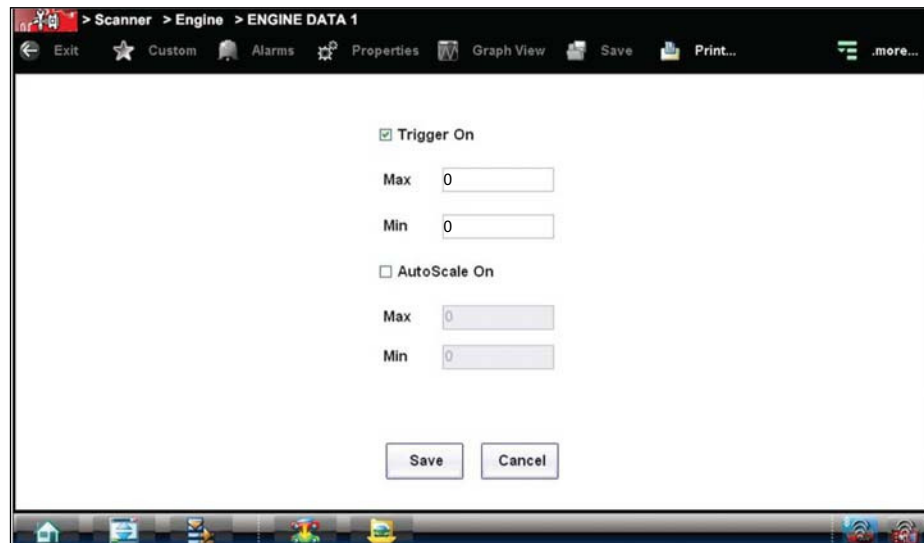 > Scanner > Engine > ENGINE DATA 1
Exit Custom Alarms Properties Graph View Save Print... .more...
Trigger On
Max 0
Min 0
AutoScale On
Max 0
Min 0
Save Cancel